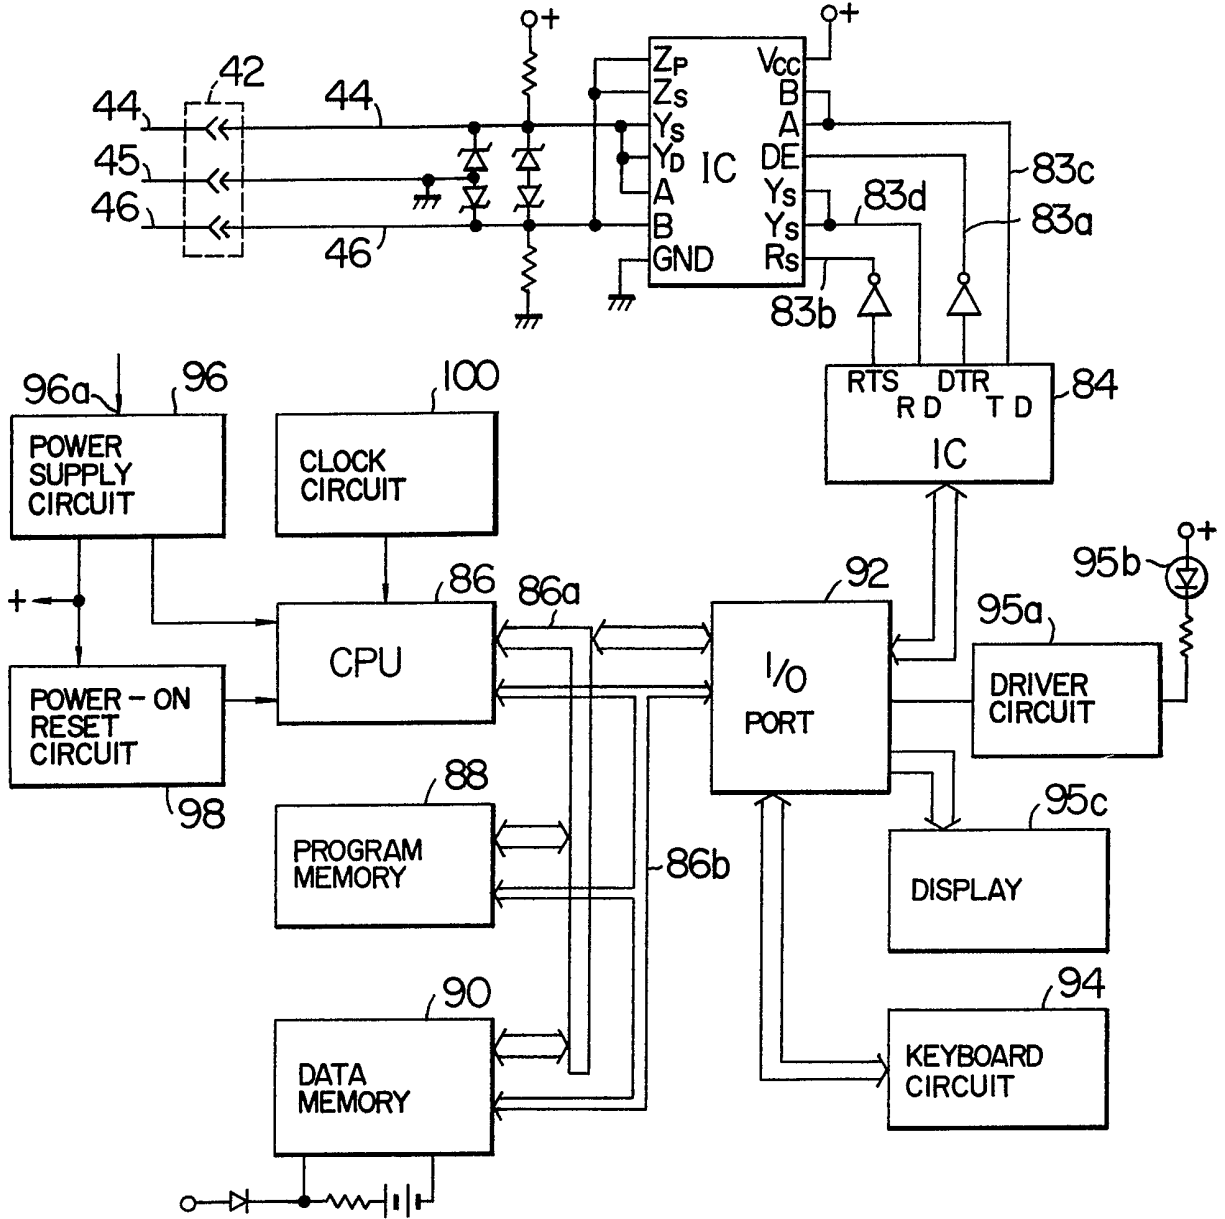 +
+
42
44
44
45
46
46
ZP
ZS
YS
YD
A
B
GND
IC
VCC
B
A
DE
YS
YS
RS
83d
83c
83a
83b
RTS
DTR
RD
TD
IC
84
96a
96
POWER
SUPPLY
CIRCUIT
100
CLOCK
CIRCUIT
+
86
CPU
86a
92
I/O
PORT
+
95b
95a
DRIVER
CIRCUIT
POWER-ON
RESET
CIRCUIT
98
88
PROGRAM
MEMORY
86b
95c
DISPLAY
90
DATA
MEMORY
94
KEYBOARD
CIRCUIT